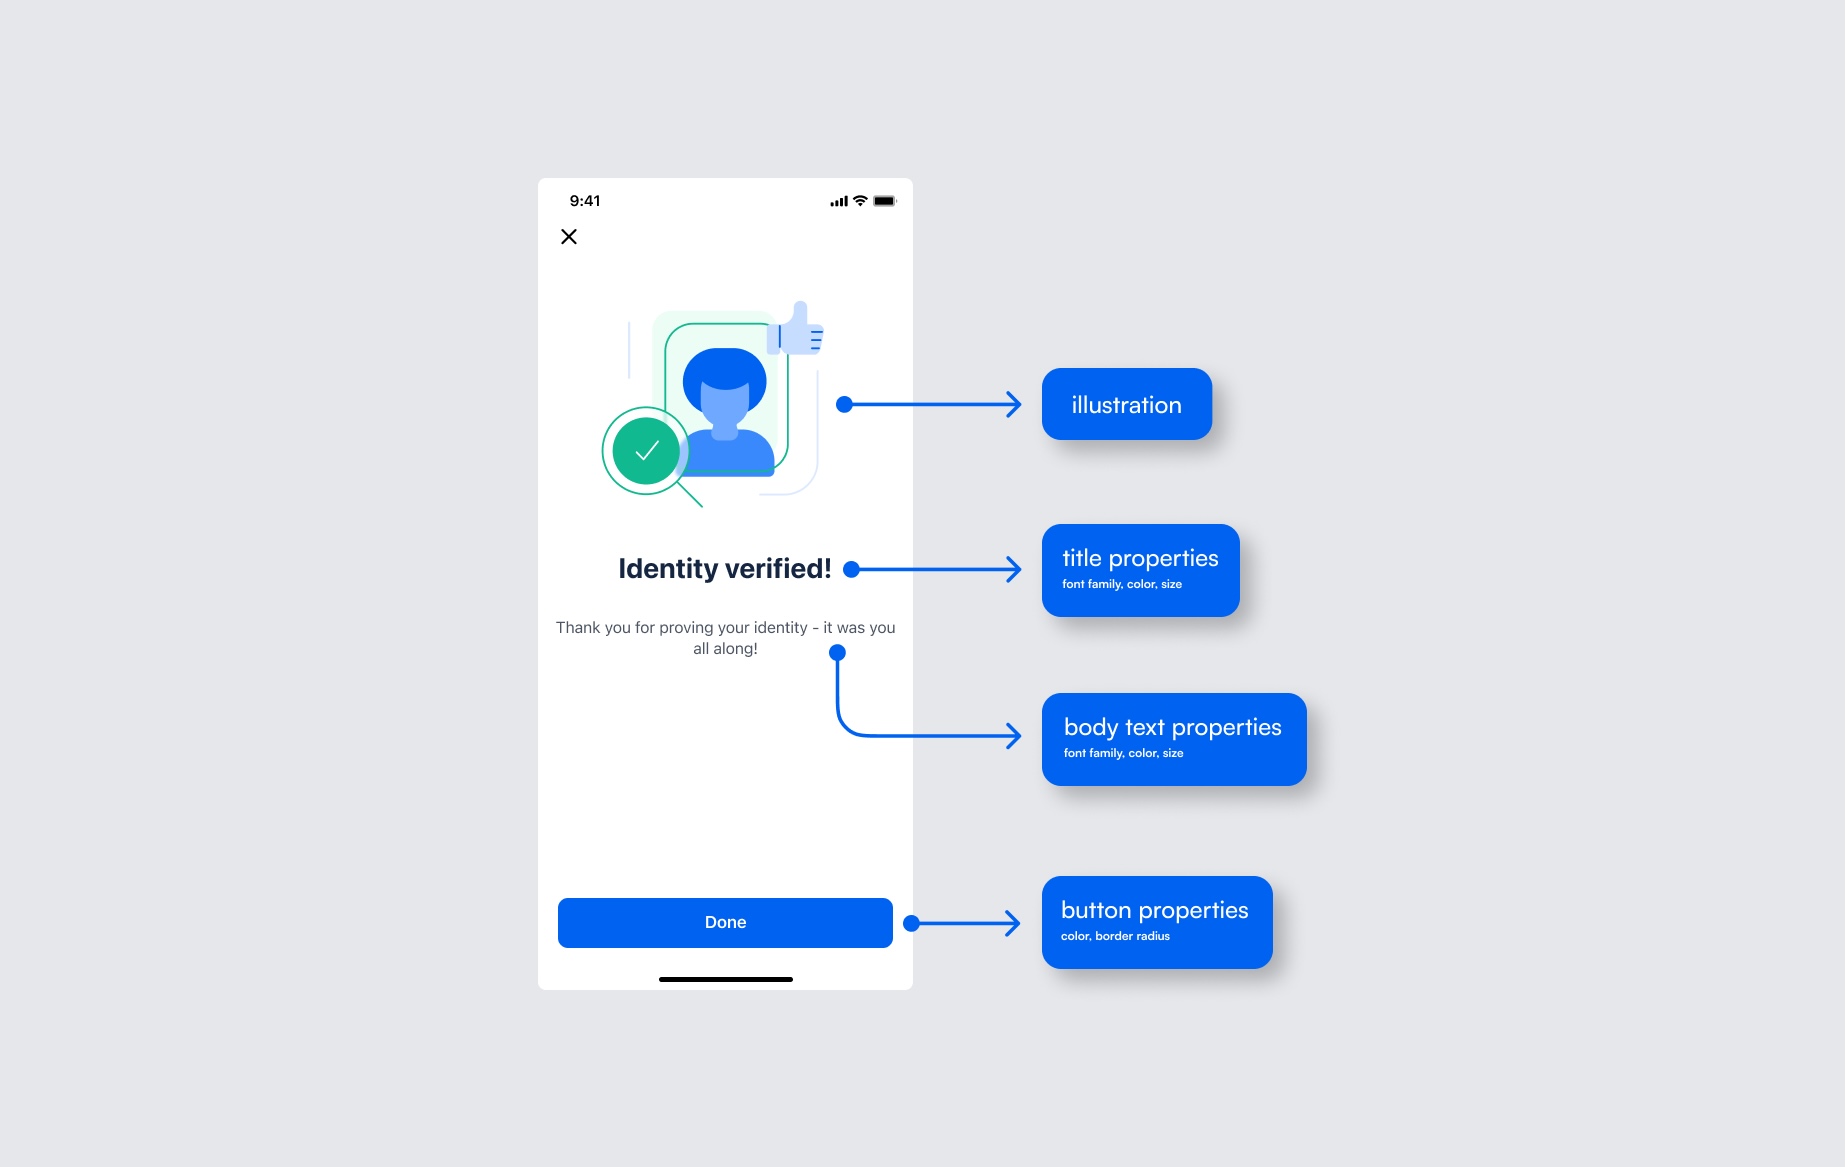 9:41
illustration
Identity verified!
title properties
font family, color, size
Thank you for proving your identity - it was you
all along!
body text properties
font family, color, size
Done
button properties
color, border radius